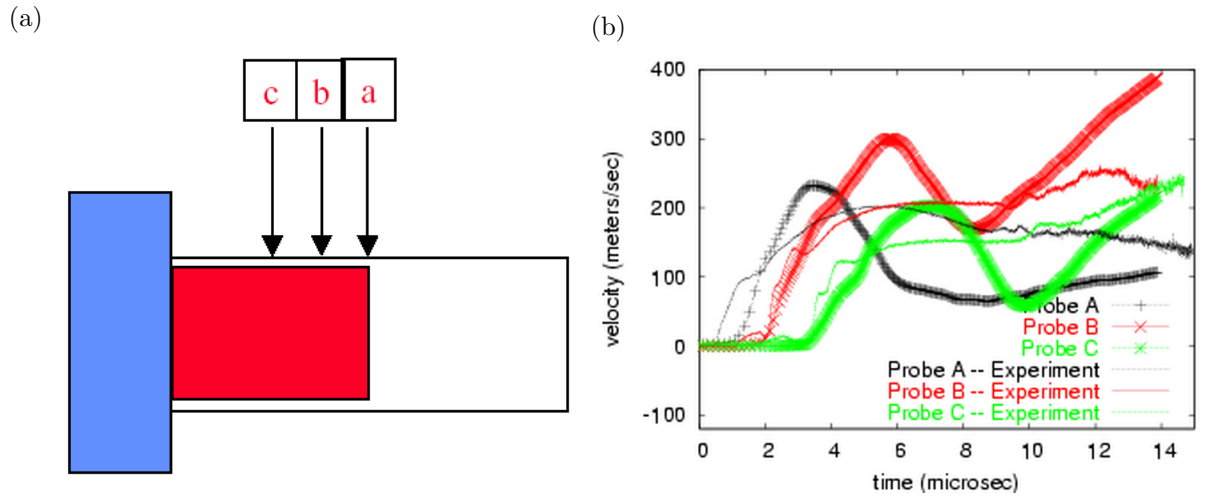 (a)
c b a
(b)
400
300
200
100
0
-100
velocity (meters/sec)
0 2 4 6 8 10 12 14
time (microsec)
Probe A
Probe B
Probe C
Probe A -- Experiment
Probe B -- Experiment
Probe C -- Experiment